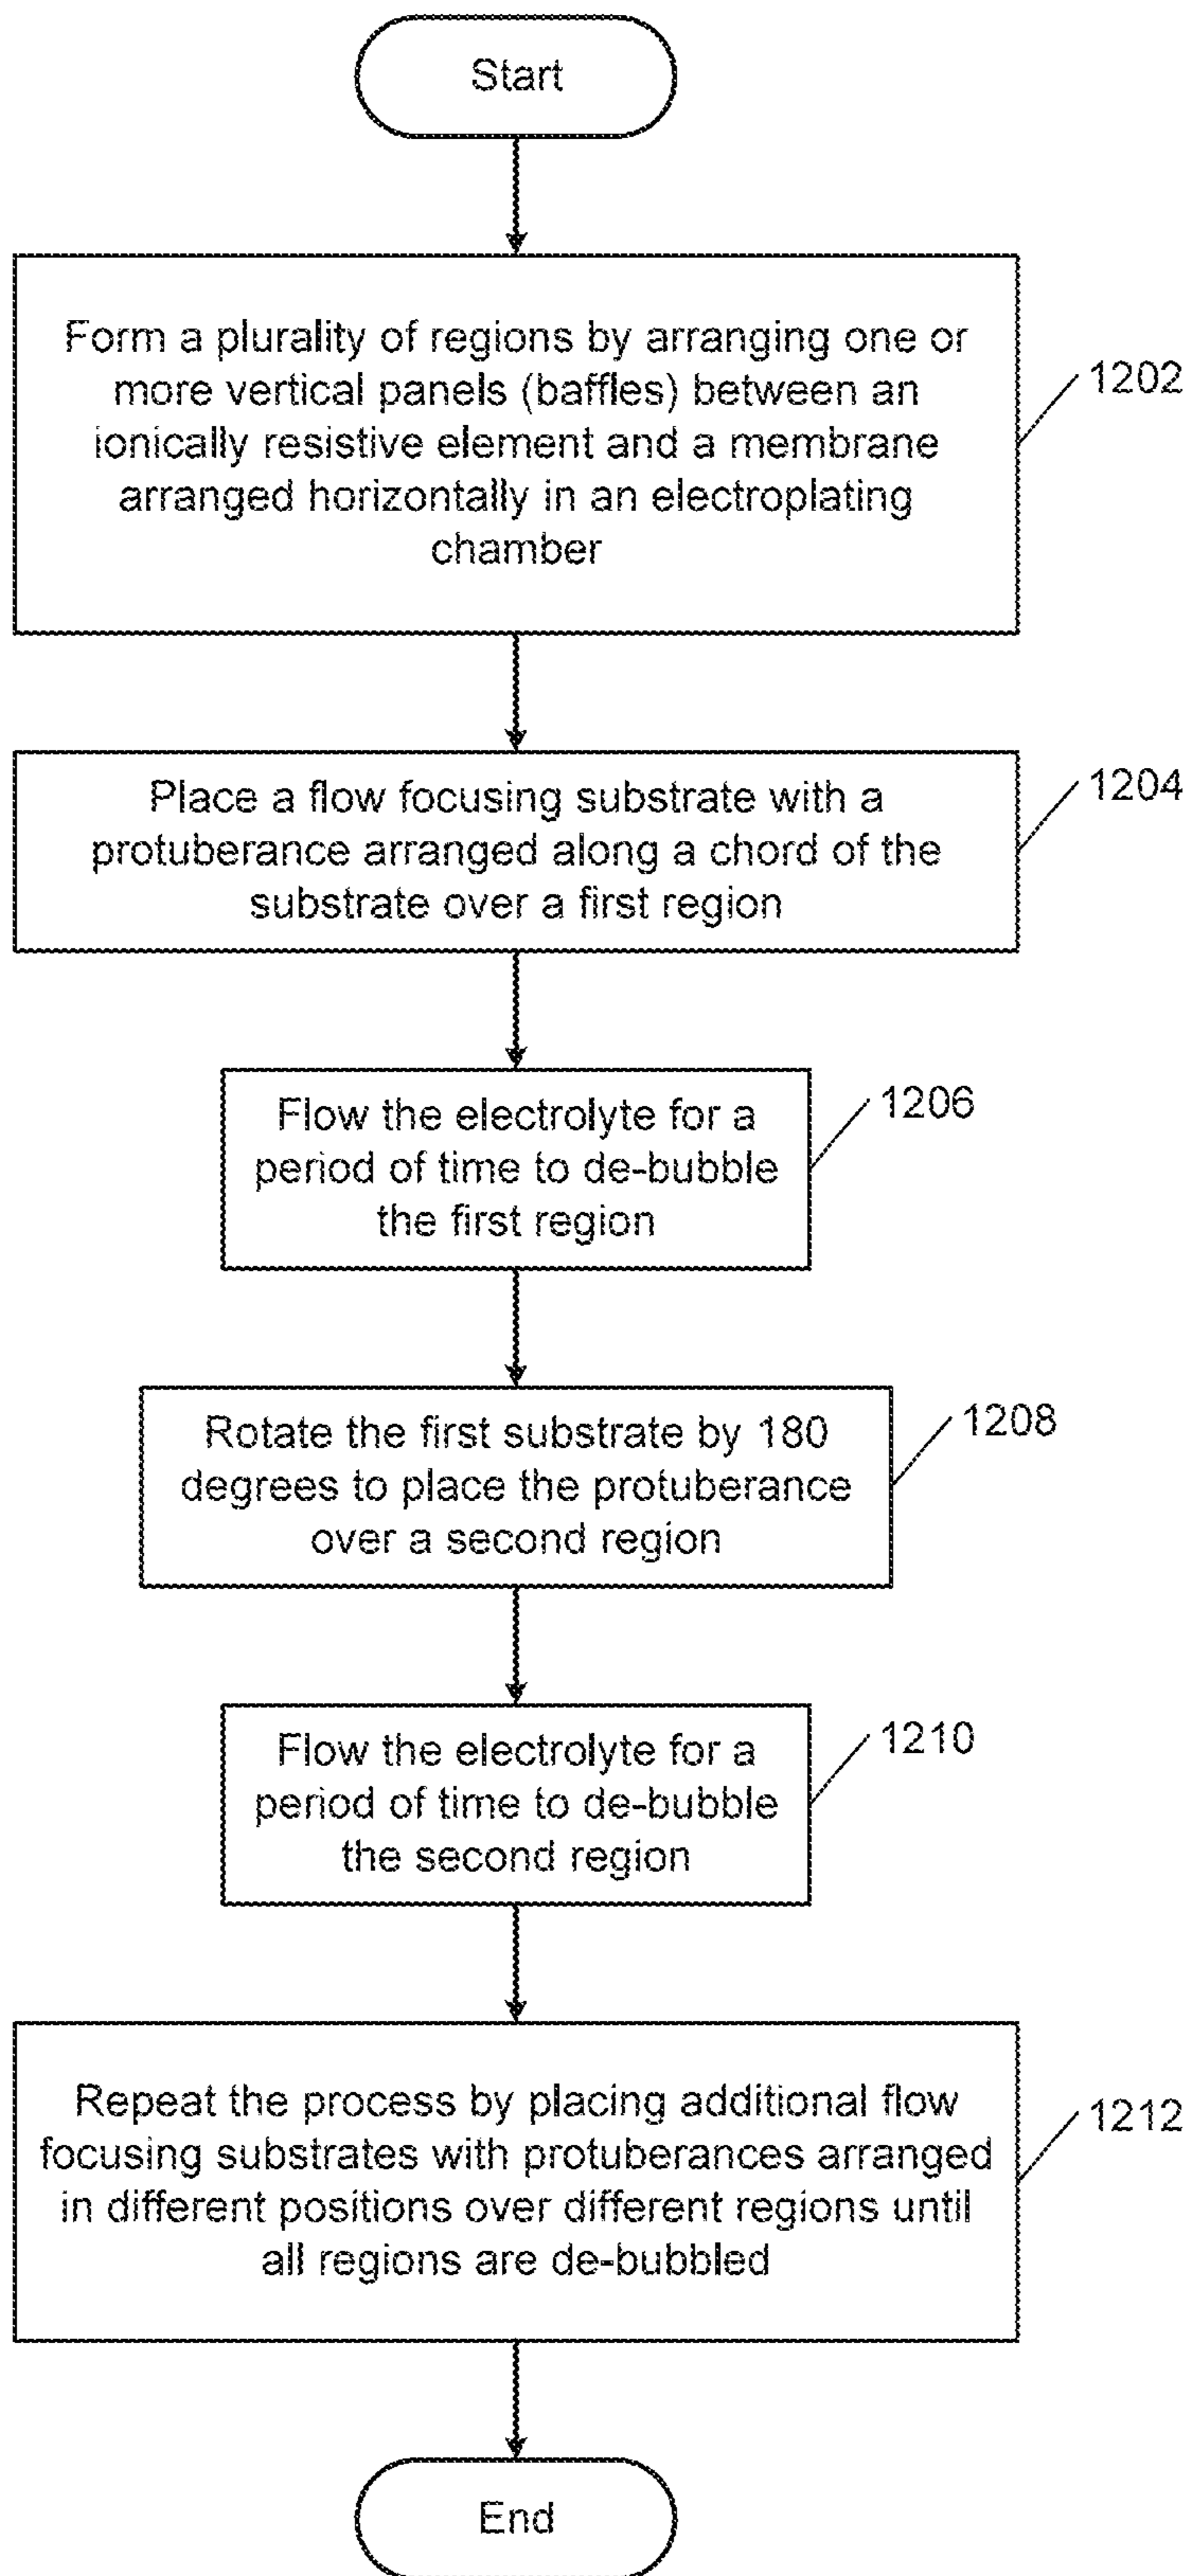 Start
Form a plurality of regions by arranging one or
more vertical panels (baffles) between an
ionically resistive element and a membrane
arranged horizontally in an electroplating
chamber
1202
Place a flow focusing substrate with a
protuberance arranged along a chord of the
substrate over a first region
1204
Flow the electrolyte for a
period of time to de-bubble
the first region
1206
Rotate the first substrate by 180
degrees to place the protuberance
over a second region
1208
Flow the electrolyte for a
period of time to de-bubble
the second region
1210
Repeat the process by placing additional flow
focusing substrates with protuberances arranged
in different positions over different regions until
all regions are de-bubbled
1212
End